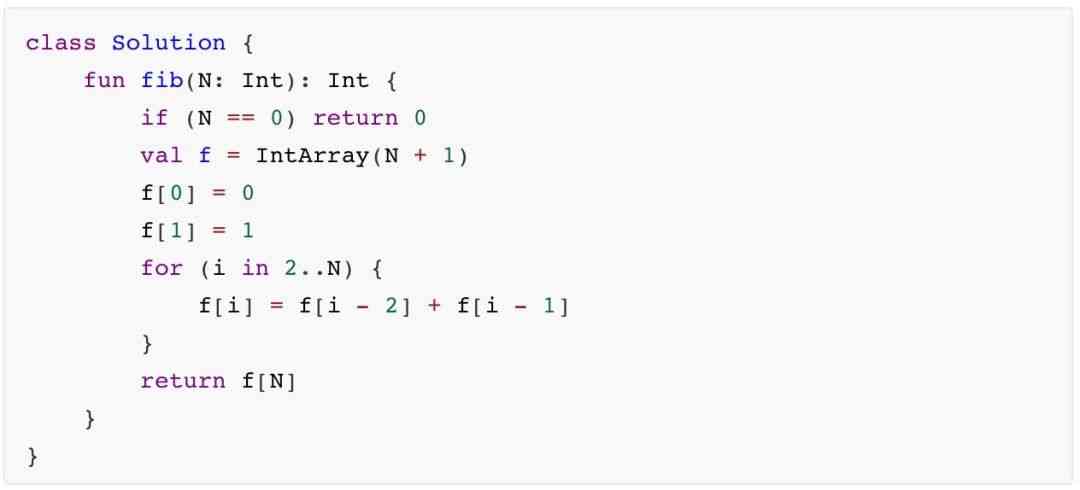 class Solution {
    fun fib(N: Int): Int {
        if (N == 0) return 0
        val f = IntArray(N + 1)
        f[0] = 0
        f[1] = 1
        for (i in 2..N) {
            f[i] = f[i - 2] + f[i - 1]
        }
        return f[N]
    }
}